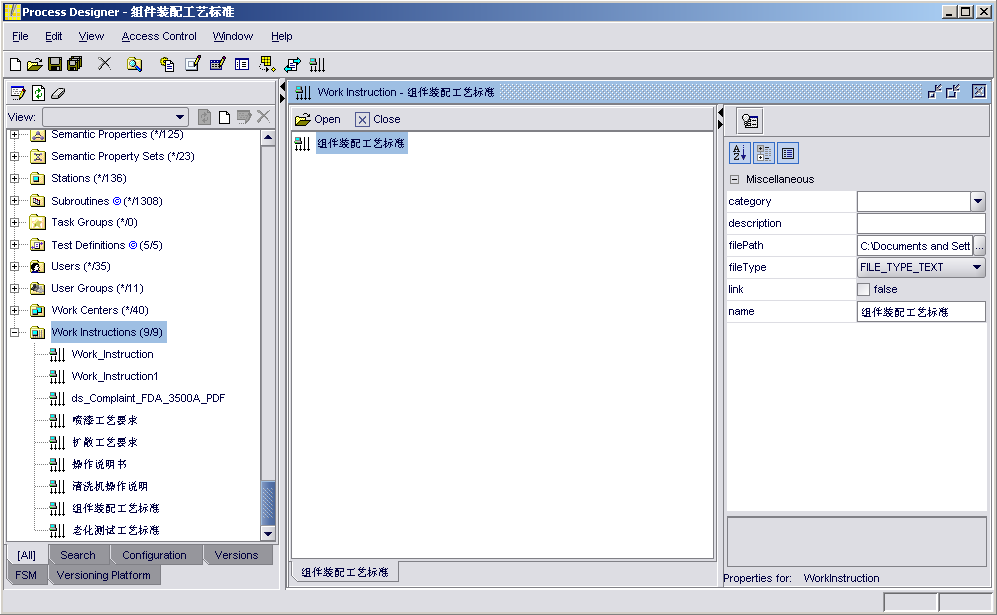 Process Designer - 组件装配工艺标准
File Edit View Access Control Window Help
View:
Semantic Properties (*/125)
Semantic Property Sets (*/23)
Stations (*/136)
Subroutines © (*/1308)
Task Groups (*/0)
Test Definitions © (5/5)
Users (*/35)
User Groups (*/11)
Work Centers (*/40)
Work Instructions (9/9)
Work_Instruction
Work_Instruction1
ds_Complaint_FDA_3500A_PDF
喷漆工艺要求
扩散工艺要求
操作说明书
清洗机操作说明
组件装配工艺标准
老化测试工艺标准
[All] Search Configuration Versions
FSM Versioning Platform
Work Instruction - 组件装配工艺标准
Open Close
组件装配工艺标准
组件装配工艺标准
Miscellaneous
category
description
filePath C:\Documents and Sett ...
fileType FILE_TYPE_TEXT
link false
name 组件装配工艺标准
Properties for: WorkInstruction